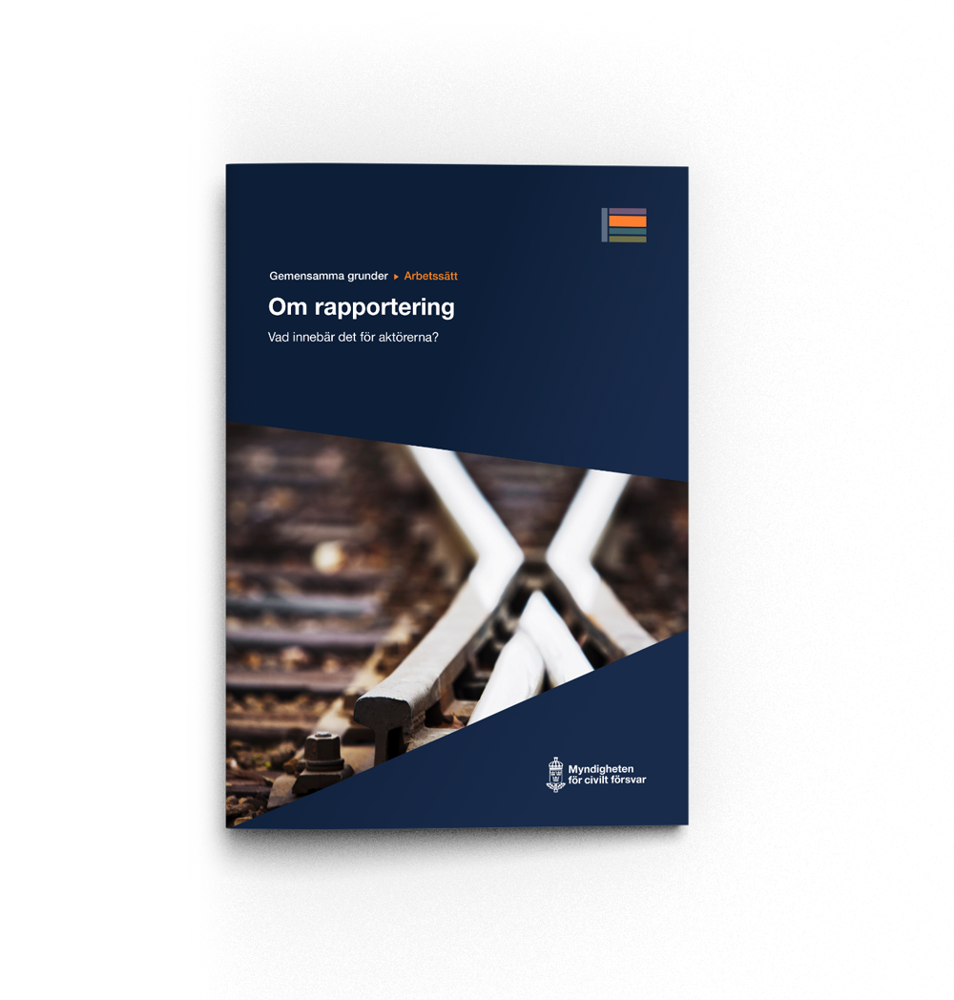 Gemensamma grunder ▸ Arbetssätt
Om rapportering
Vad innebär det för aktörerna?
Myndigheten
för civilt försvar